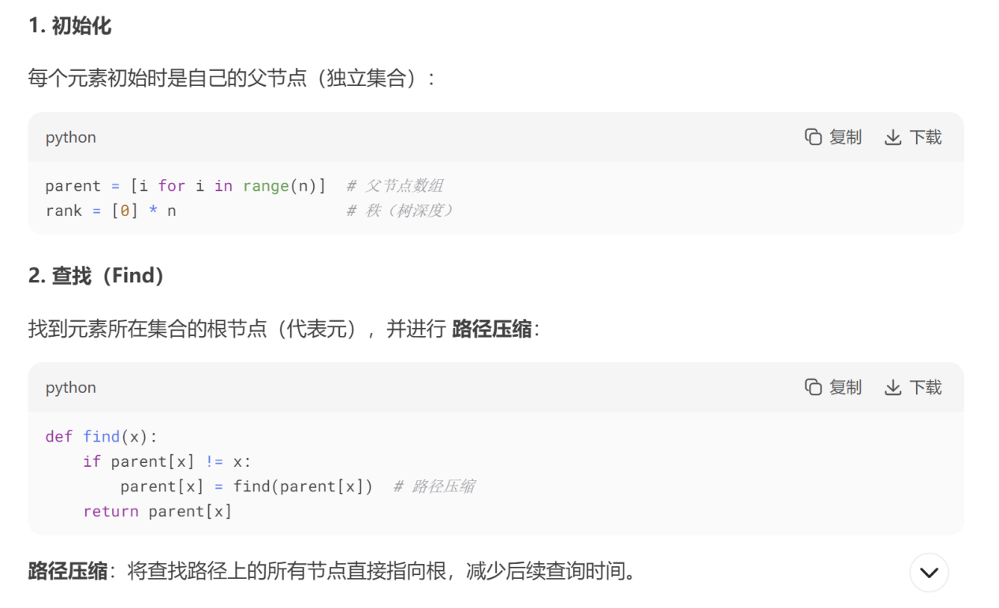 1. 初始化
每个元素初始时是自己的父节点（独立集合）：
python 复制 下载
parent = [i for i in range(n)]  # 父节点数组
rank = [0] * n                  # 秩（树深度）
2. 查找（Find）
找到元素所在集合的根节点（代表元），并进行 路径压缩：
python 复制 下载
def find(x):
    if parent[x] != x:
        parent[x] = find(parent[x])  # 路径压缩
    return parent[x]
路径压缩：将查找路径上的所有节点直接指向根，减少后续查询时间。